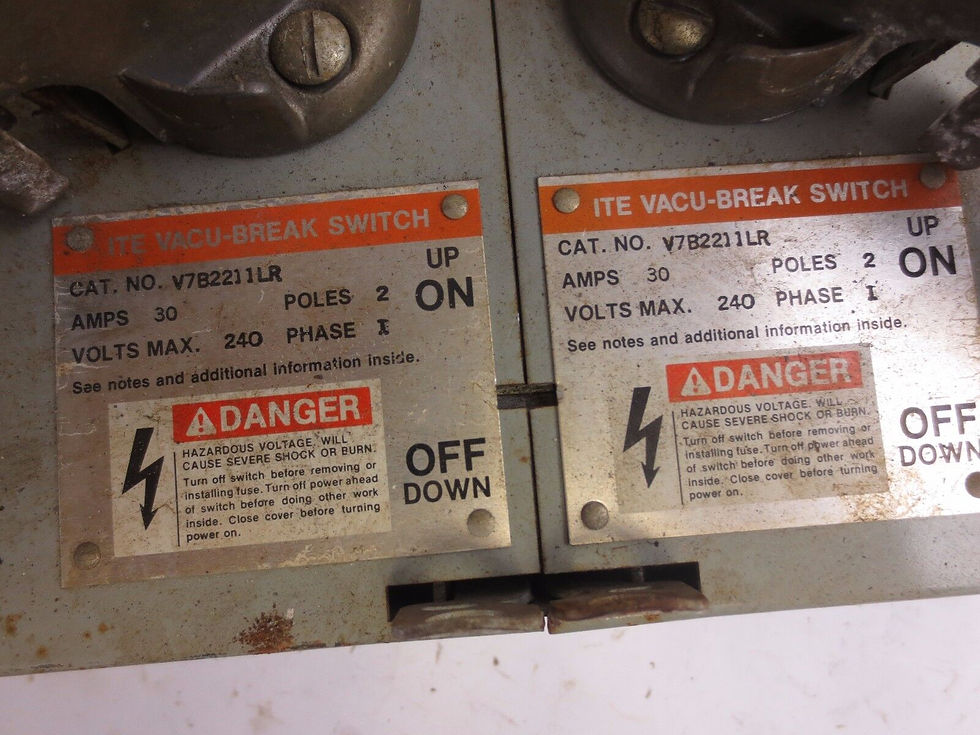 ITE VACU-BREAK SWITCH
CAT. NO. V7B2211LR
UP
ON
AMPS 30
POLES 2
VOLTS MAX. 240 PHASE I
See notes and additional information inside.
DANGER
HAZARDOUS VOLTAGE. WILL
CAUSE SEVERE SHOCK OR BURN.
Turn off switch before removing or
installing fuse. Turn off power ahead
of switch before doing other work
inside. Close cover before turning
power on.
OFF
DOWN
ITE VACU-BREAK SWITCH
CAT. NO. V7B2211LR
UP
ON
AMPS 30
POLES 2
VOLTS MAX. 240 PHASE I
See notes and additional information inside.
DANGER
HAZARDOUS VOLTAGE. WILL
CAUSE SEVERE SHOCK OR BURN.
Turn off switch before removing or
installing fuse. Turn off power ahead
of switch before doing other work
inside. Close cover before turning
power on.
OFF
DOWN